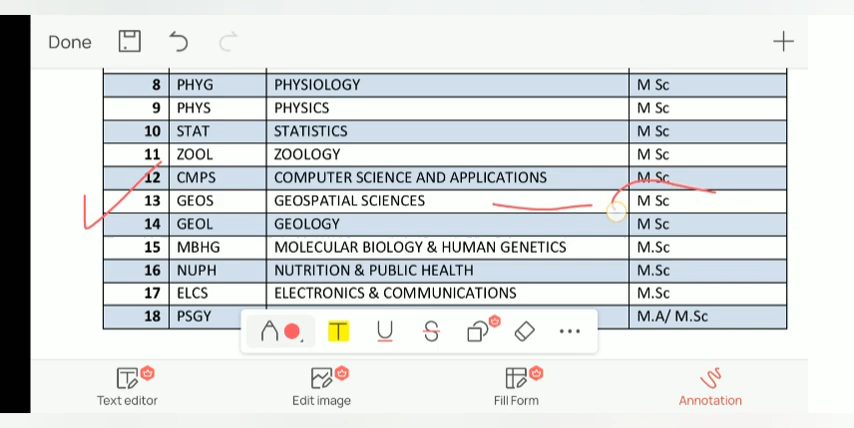 Done
8 PHYG PHYSIOLOGY M Sc
9 PHYS PHYSICS M Sc
10 STAT STATISTICS M Sc
11 ZOOL ZOOLOGY M Sc
12 CMPS COMPUTER SCIENCE AND APPLICATIONS M Sc
13 GEOS GEOSPATIAL SCIENCES M Sc
14 GEOL GEOLOGY M Sc
15 MBHG MOLECULAR BIOLOGY & HUMAN GENETICS M.Sc
16 NUPH NUTRITION & PUBLIC HEALTH M.Sc
17 ELCS ELECTRONICS & COMMUNICATIONS M.Sc
18 PSGY M.A/ M.Sc
T U S
Text editor Edit image Fill Form Annotation